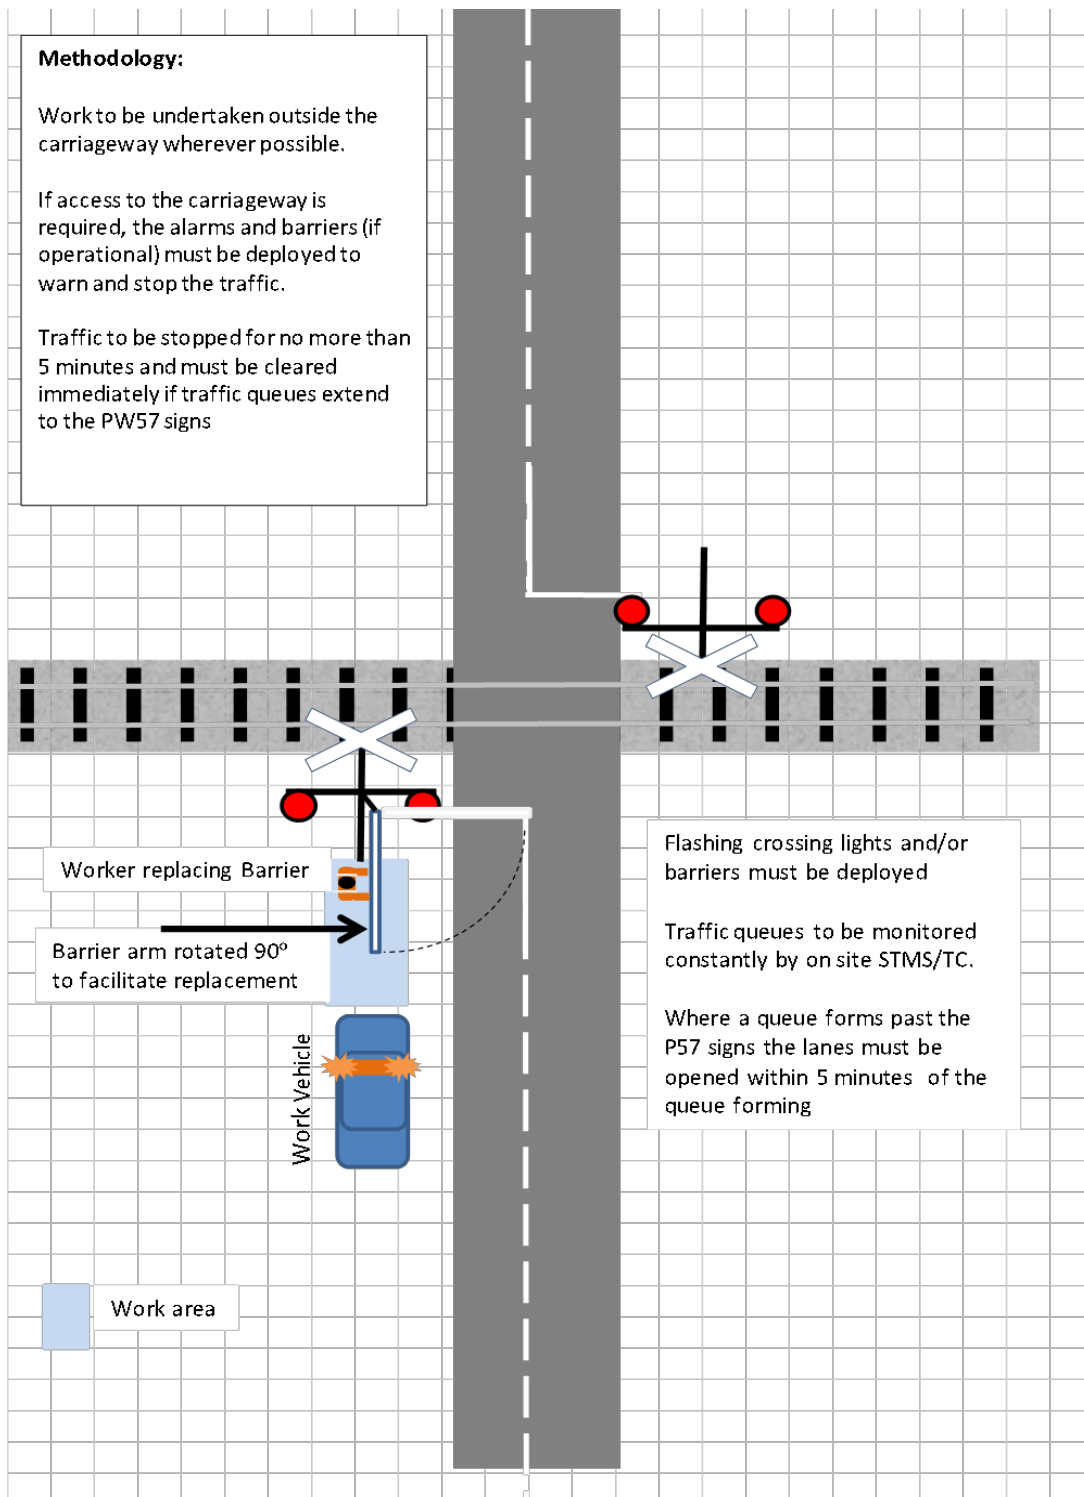 Methodology:
Work to be undertaken outside the
carriageway wherever possible.
If access to the carriageway is
required, the alarms and barriers (if
operational) must be deployed to
warn and stop the traffic.
Traffic to be stopped for no more than
5 minutes and must be cleared
immediately if traffic queues extend
to the PW57 signs
Worker replacing Barrier
Barrier arm rotated 90°
to facilitate replacement
Work Vehicle
Flashing crossing lights and/or
barriers must be deployed
Traffic queues to be monitored
constantly by on site STMS/TC.
Where a queue forms past the
P57 signs the lanes must be
opened within 5 minutes of the
queue forming
Work area